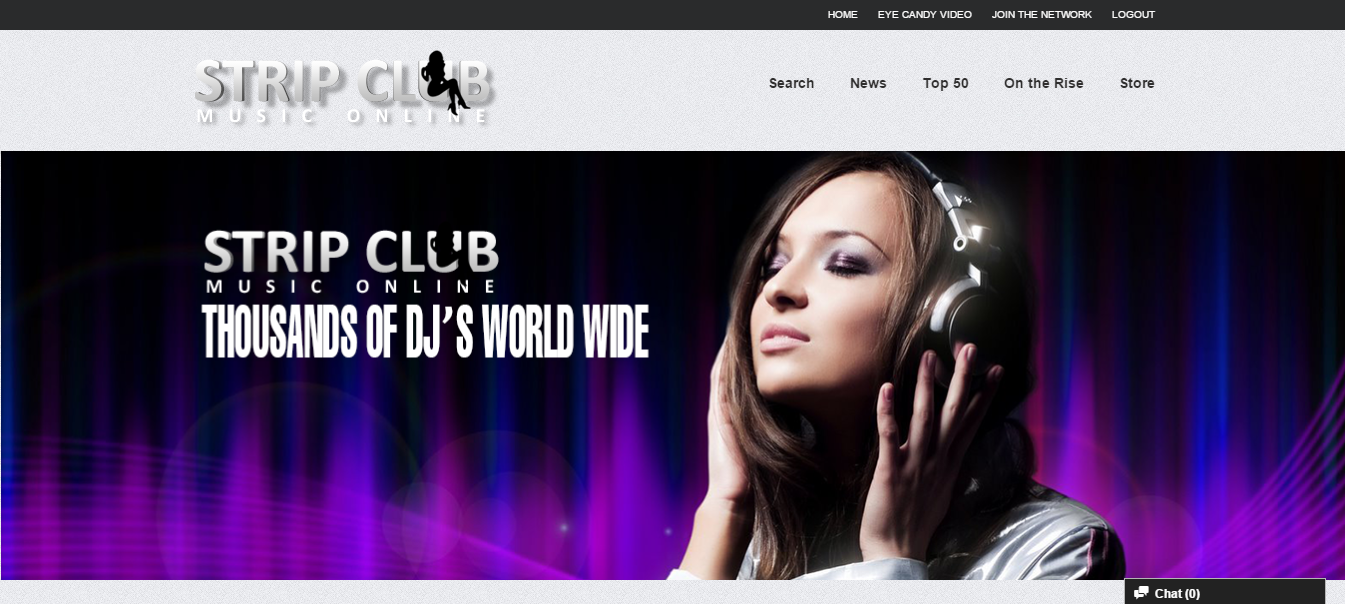 HOME EYE CANDY VIDEO JOIN THE NETWORK LOGOUT
STRIP CLUB
MUSIC ONLINE
Search News Top 50 On the Rise Store
STRIP CLUB
MUSIC ONLINE
THOUSANDS OF DJ'S WORLD WIDE
Chat (0)